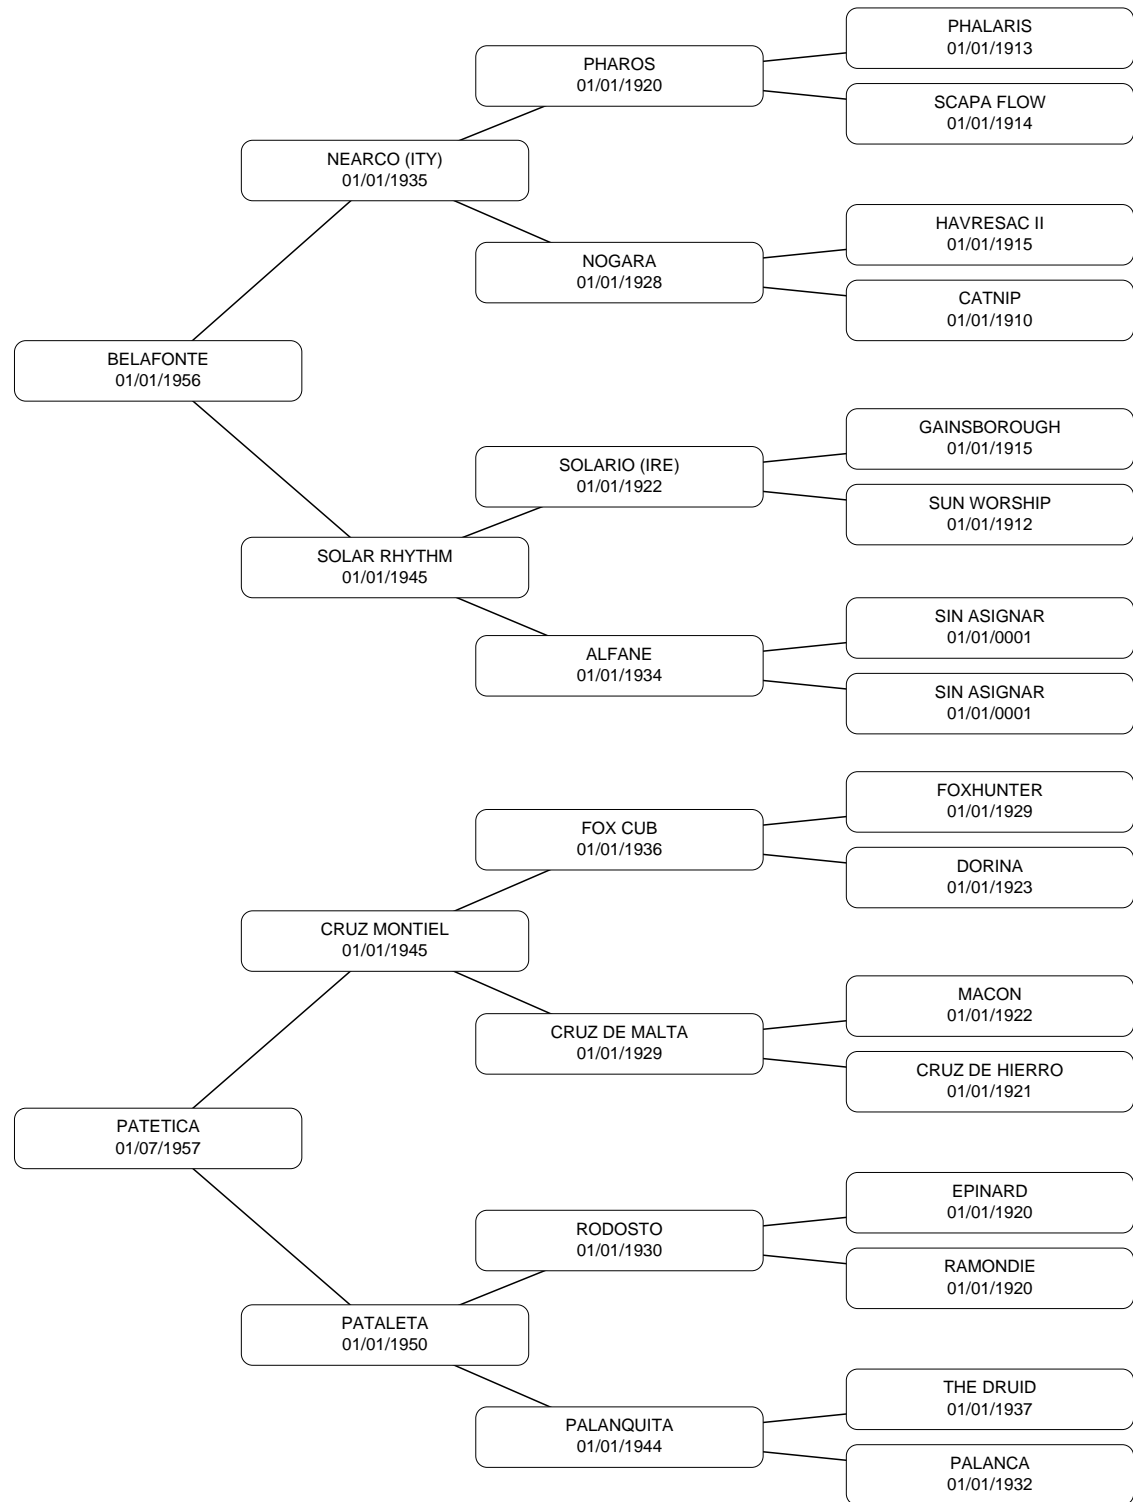 PHALARIS
01/01/1913
PHAROS
01/01/1920
SCAPA FLOW
01/01/1914
NEARCO (ITY)
01/01/1935
HAVRESAC II
01/01/1915
NOGARA
01/01/1928
CATNIP
01/01/1910
BELAFONTE
01/01/1956
GAINSBOROUGH
01/01/1915
SOLARIO (IRE)
01/01/1922
SUN WORSHIP
01/01/1912
SOLAR RHYTHM
01/01/1945
SIN ASIGNAR
01/01/0001
ALFANE
01/01/1934
SIN ASIGNAR
01/01/0001
FOXHUNTER
01/01/1929
FOX CUB
01/01/1936
DORINA
01/01/1923
CRUZ MONTIEL
01/01/1945
MACON
01/01/1922
CRUZ DE MALTA
01/01/1929
CRUZ DE HIERRO
01/01/1921
PATETICA
01/07/1957
EPINARD
01/01/1920
RODOSTO
01/01/1930
RAMONDIE
01/01/1920
PATALETA
01/01/1950
THE DRUID
01/01/1937
PALANQUITA
01/01/1944
PALANCA
01/01/1932